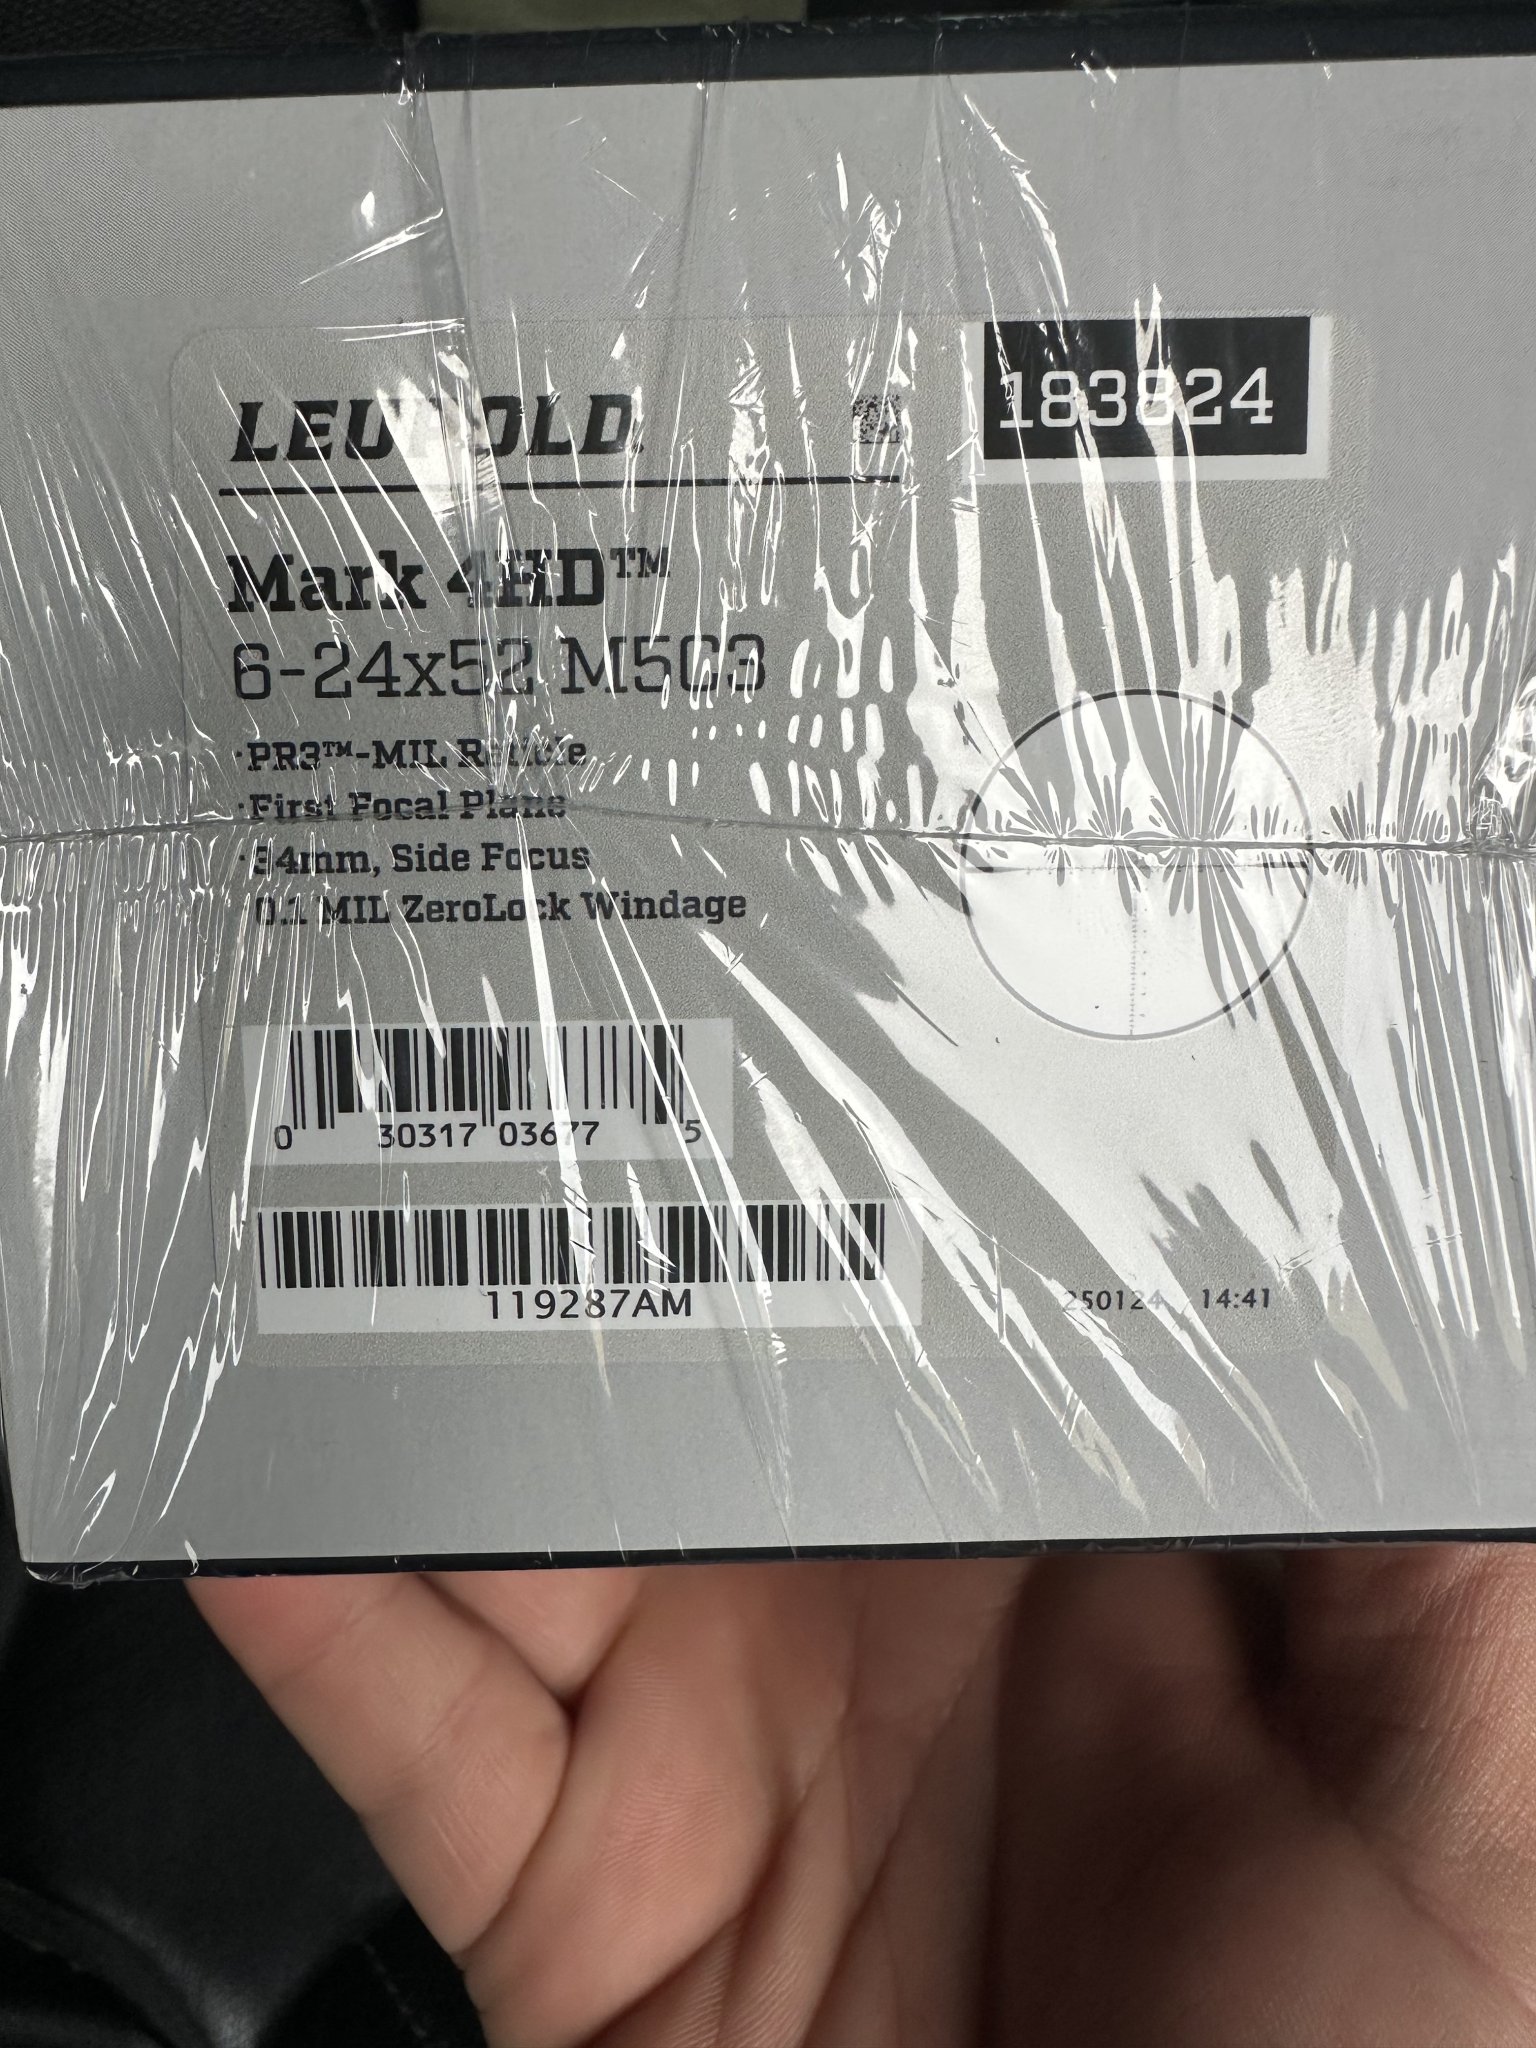 LEUPOLD
183824
Mark 4HD™
6-24x52 M5C3
·PR3™-MIL Reticle
·First Focal Plane
·34mm, Side Focus
0.1 MIL ZeroLock Windage
0 30317 03677 5
119287AM
250124 14:41